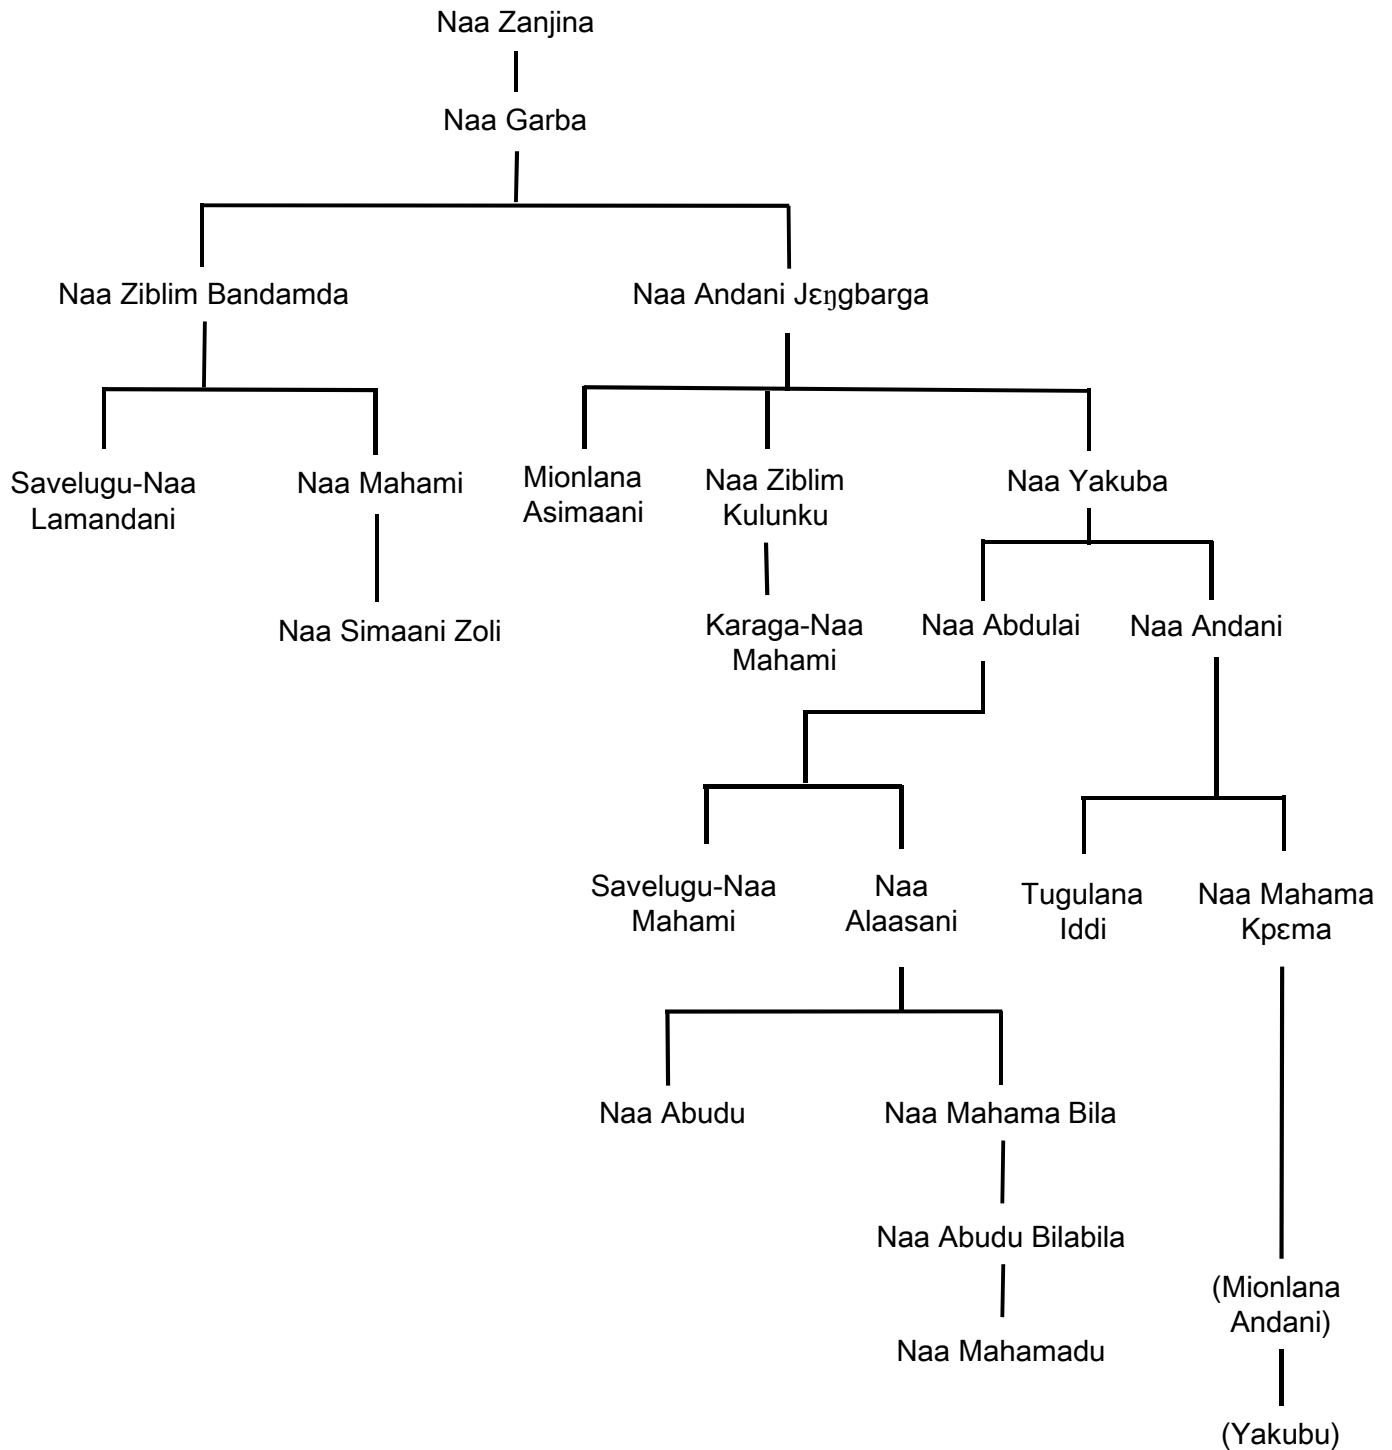 Naa Zanjina
Naa Garba
Naa Ziblim Bandamda
Naa Andani Jɛŋgbarga
Savelugu-Naa
Lamandani
Naa Mahami
Mionlana
Asimaani
Naa Ziblim
Kulunku
Naa Yakuba
Naa Simaani Zoli
Karaga-Naa
Mahami
Naa Abdulai
Naa Andani
Savelugu-Naa
Mahami
Naa
Alaasani
Tugulana
Iddi
Naa Mahama
Kpɛma
Naa Abudu
Naa Mahama Bila
Naa Abudu Bilabila
(Mionlana
Andani)
Naa Mahamadu
(Yakubu)